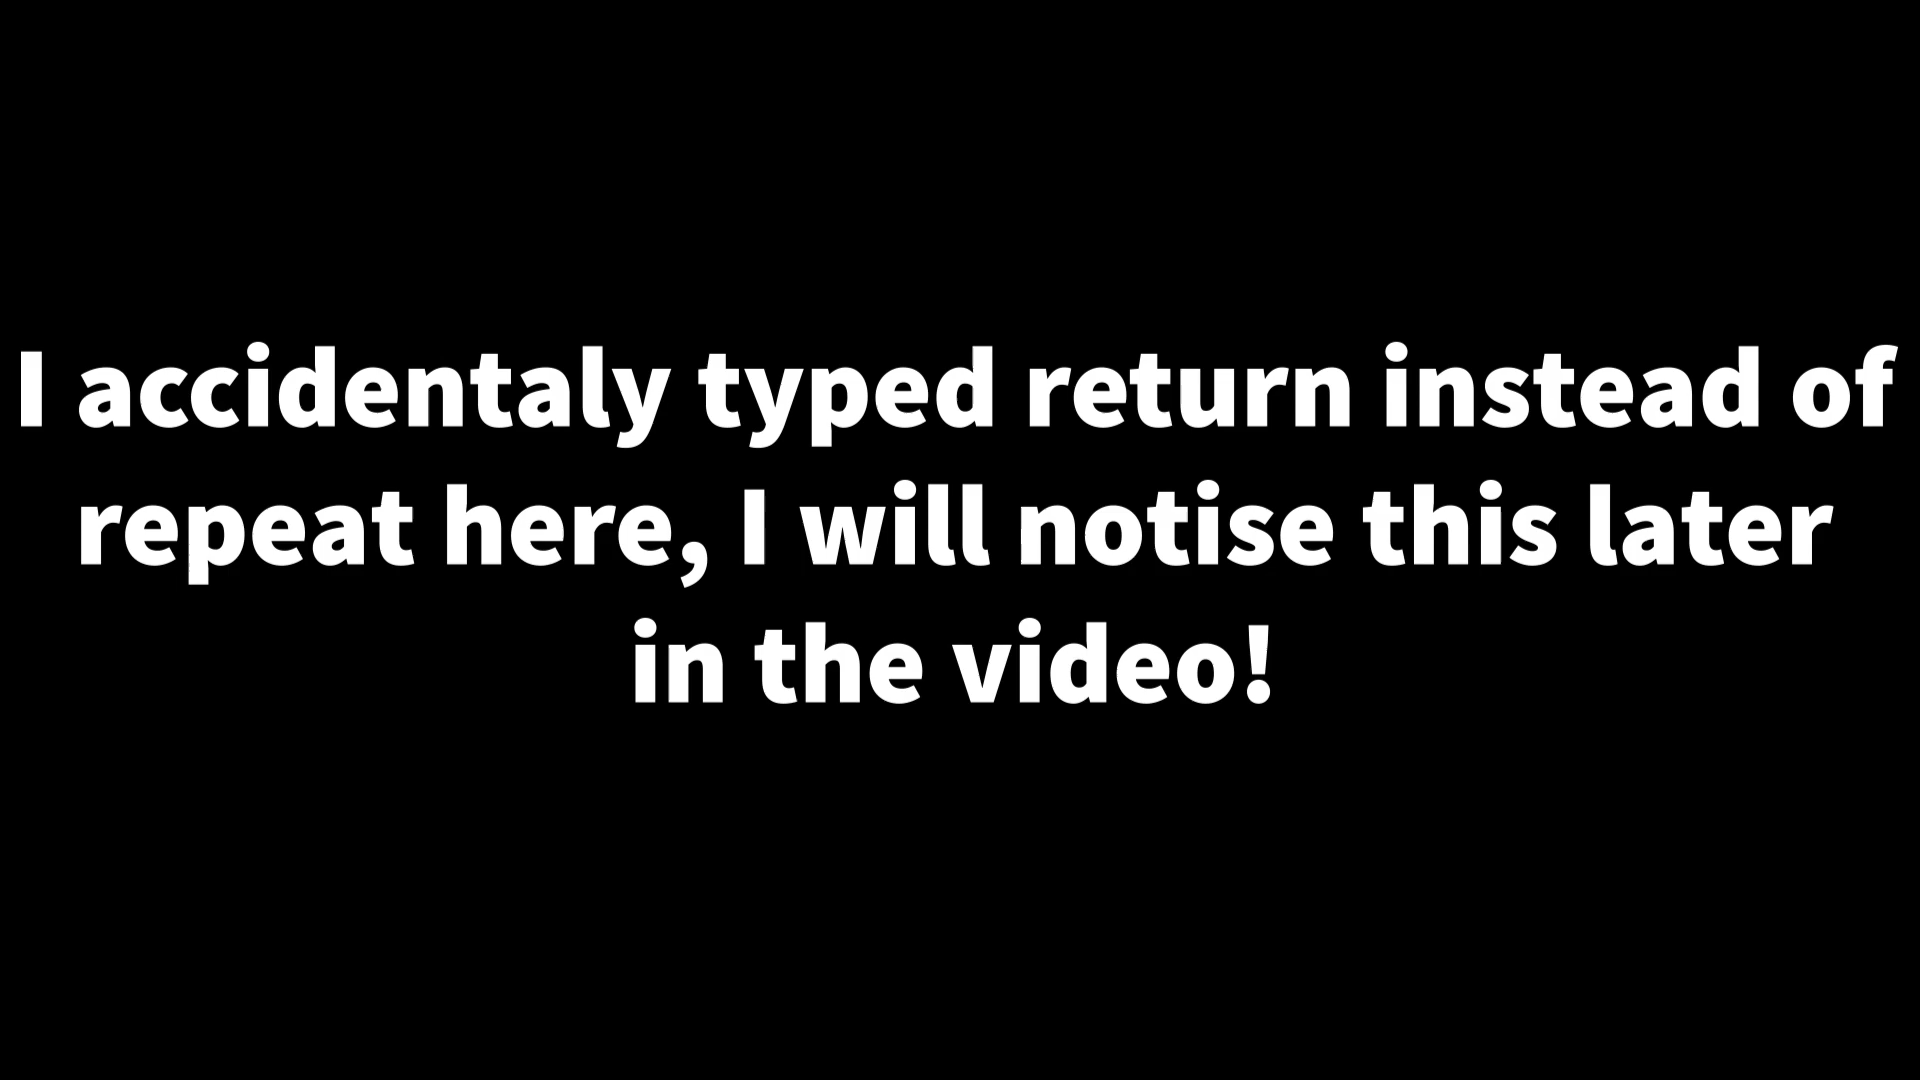 I accidentaly typed return instead of
repeat here, I will notise this later
in the video!